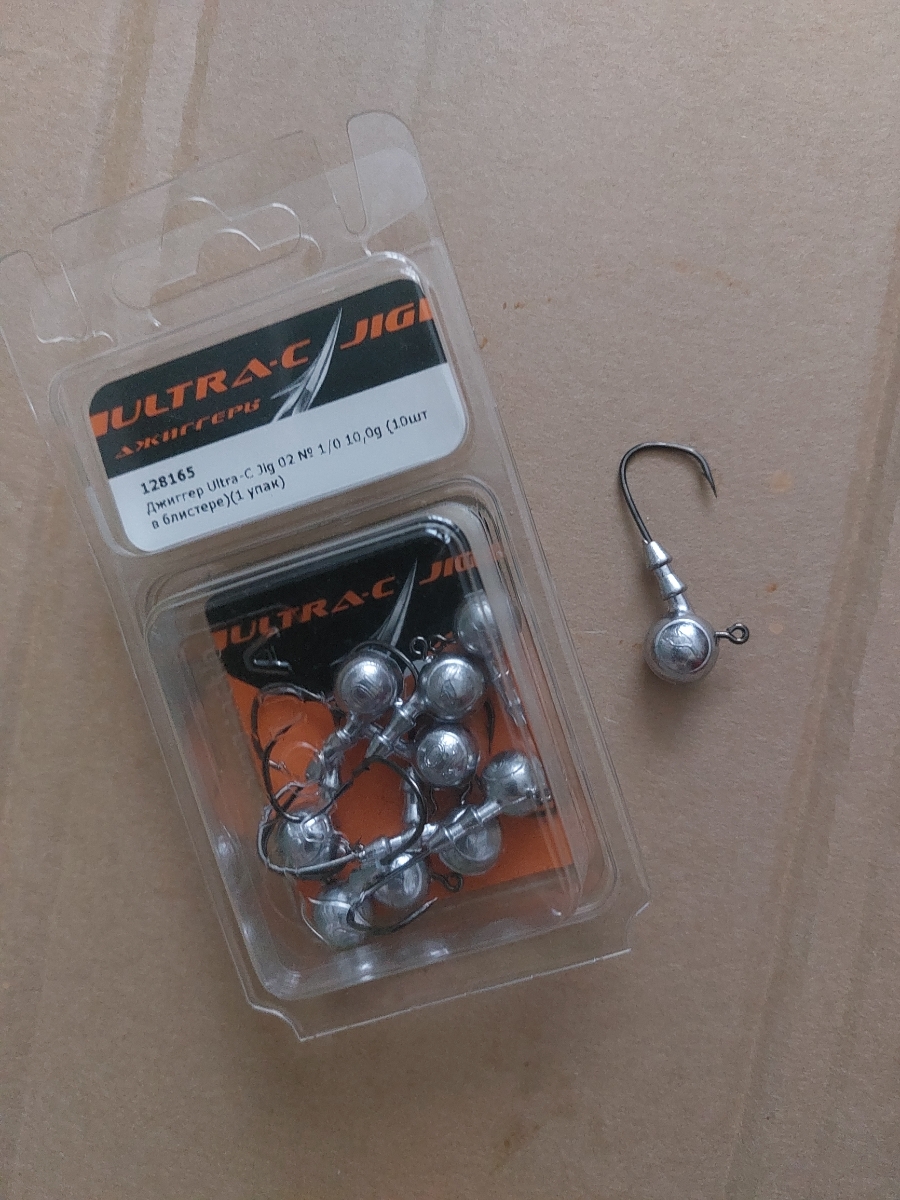 ULTRA-C JIG
ДЖИГГЕРЫ
128165
Джиггер Ultra-C Jig 02 № 1/0 10,0g (10шт
в блистере)(1 упак)
ULTRA-C JIG